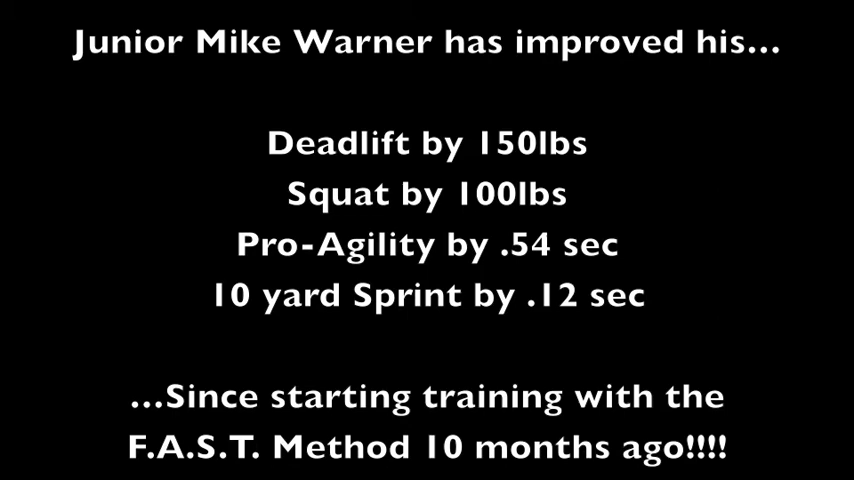 Junior Mike Warner has improved his...
Deadlift by 150lbs
Squat by 100lbs
Pro-Agility by .54 sec
10 yard Sprint by .12 sec
...Since starting training with the
F.A.S.T. Method 10 months ago!!!!